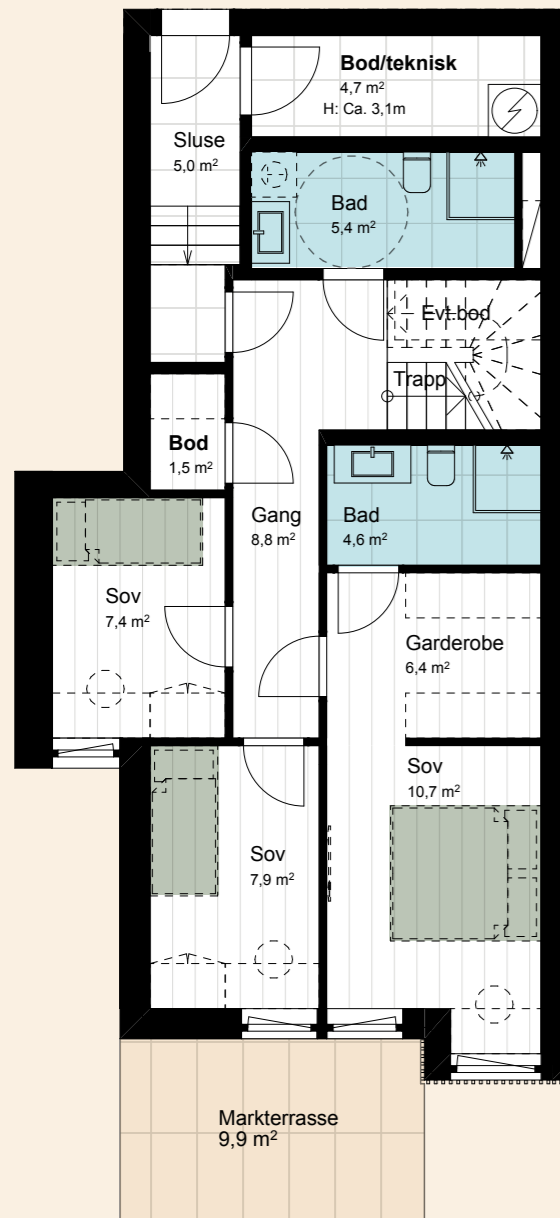 Bod/teknisk
4,7 m²
H: Ca. 3,1m
Sluse
5,0 m²
Bad
5,4 m²
Evt.bod
Trapp
Bod
1,5 m²
Gang
8,8 m²
Bad
4,6 m²
Sov
7,4 m²
Garderobe
6,4 m²
Sov
10,7 m²
Sov
7,9 m²
Markterrasse
9,9 m²